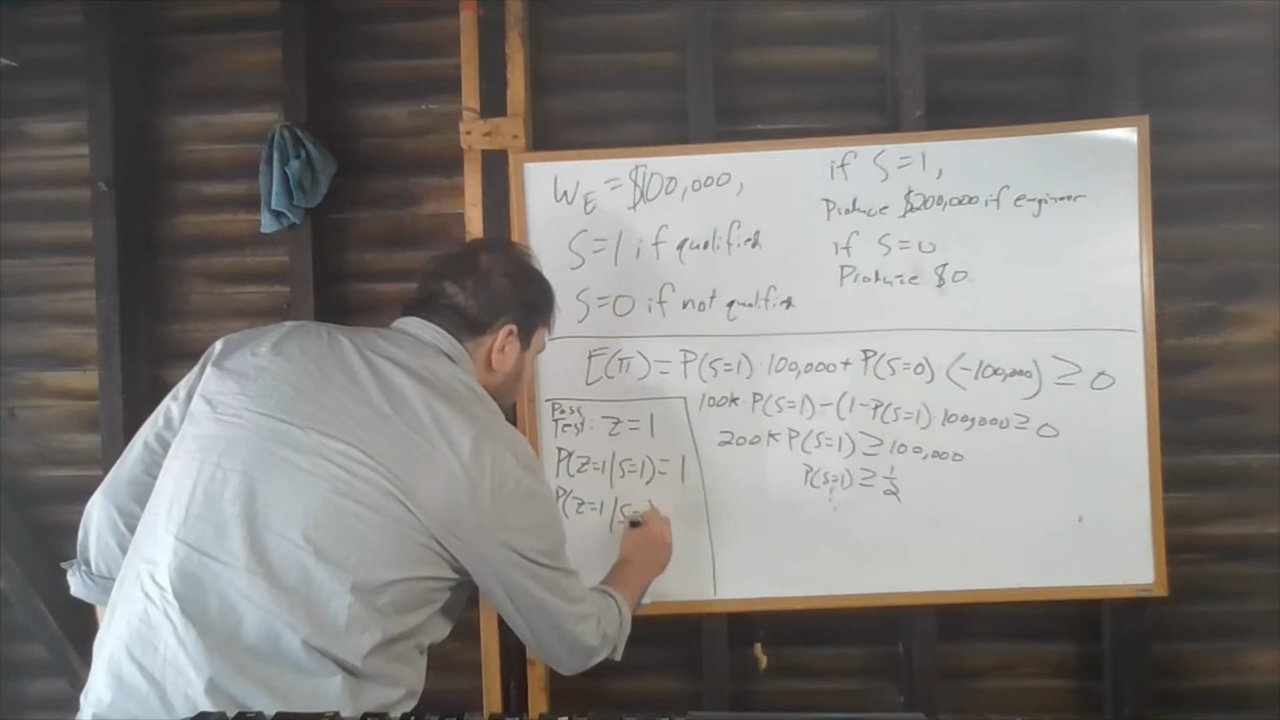 W_E = $100,000,
S=1 if qualified
S=0 if not qualified
if S=1,
Produce $200,000 if engineer
if S=0
Produce $0.
E(π) = P(S=1) · 100,000 + P(S=0) (-100,000) ≥ 0
100k · P(S=1) - (1-P(S=1) · 100,000 ≥ 0
200k P(S=1) ≥ 100,000
P(S=1) ≥ 1/2
Pass
Test: Z=1
P(Z=1|S=1) = 1
P(Z=1|S=